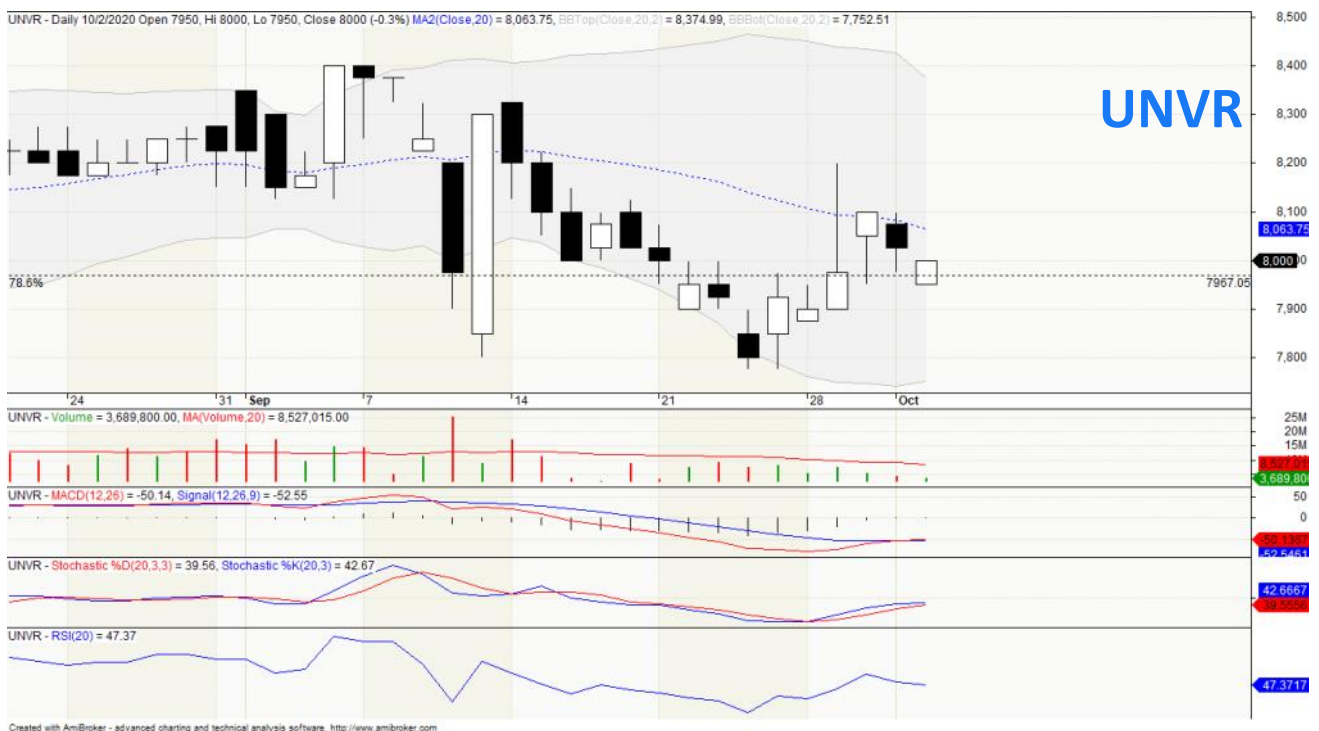 UNVR - Daily 10/2/2020 Open 7950, Hi 8000, Lo 7950, Close 8000 (-0.3%) MA2(Close,20) = 8,063.75, BBTop(Close,20,2) = 8,374.99, BBBot(Close,20,2) = 7,752.51
8,500
8,400
UNVR
8,300
8,200
8,100
8,063.75
8,000
78.6%
7967.05
7,900
7,800
24
31
Sep
7
14
21
28
Oct
UNVR - Volume = 3,689,800.00, MA(Volume,20) = 8,527,015.00
25M
20M
15M
8,527,01
3,689,80
UNVR - MACD(12,26) = -50.14, Signal(12,26,9) = -52.55
50
0
-50.1367
-52.5461
UNVR - Stochastic %D(20,3,3) = 39.56, Stochastic %K(20,3) = 42.67
42.6667
39.5556
UNVR - RSI(20) = 47.37
47.3717
Created with AmiBroker - advanced charting and technical analysis software. http://www.amibroker.com